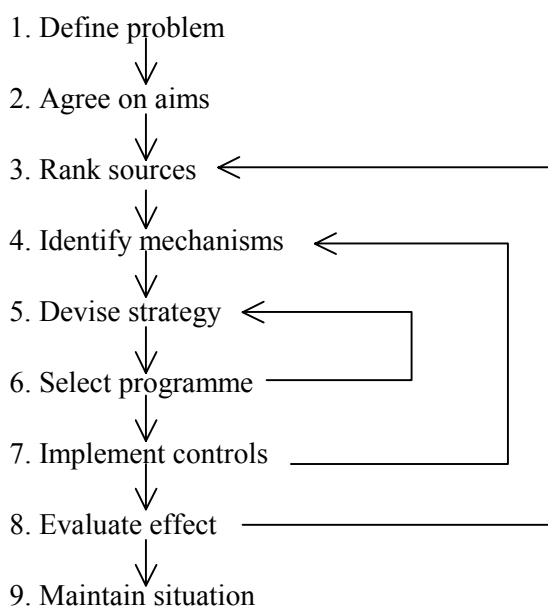 1. Define problem
2. Agree on aims
3. Rank sources
4. Identify mechanisms
5. Devise strategy
6. Select programme
7. Implement controls
8. Evaluate effect
9. Maintain situation